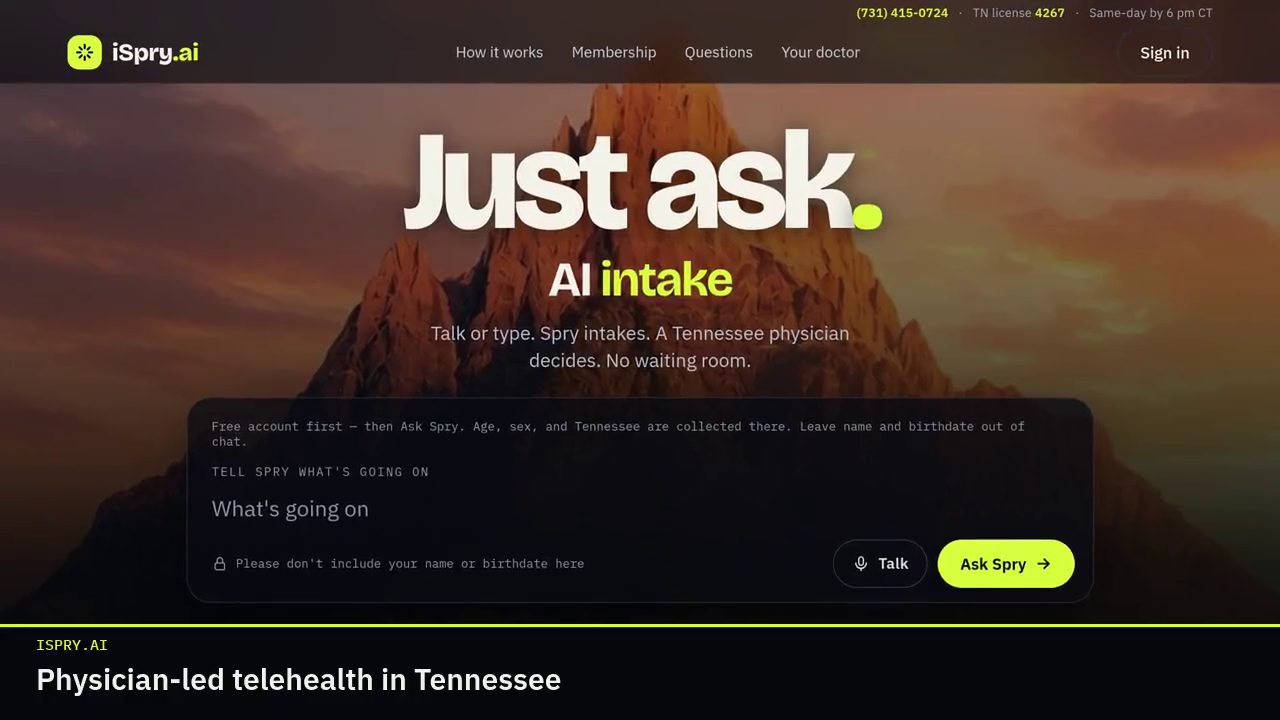 (731) 415-0724 · TN license 4267 · Same-day by 6 pm CT
iSpry.ai
How it works
Membership
Questions
Your doctor
Sign in
Just ask.
AI intake
Talk or type. Spry intakes. A Tennessee physician
decides. No waiting room.
Free account first — then Ask Spry. Age, sex, and Tennessee are collected there. Leave name and birthdate out of
chat.
TELL SPRY WHAT'S GOING ON
What's going on
Please don't include your name or birthdate here
Talk
Ask Spry →
ISPRY.AI
Physician-led telehealth in Tennessee